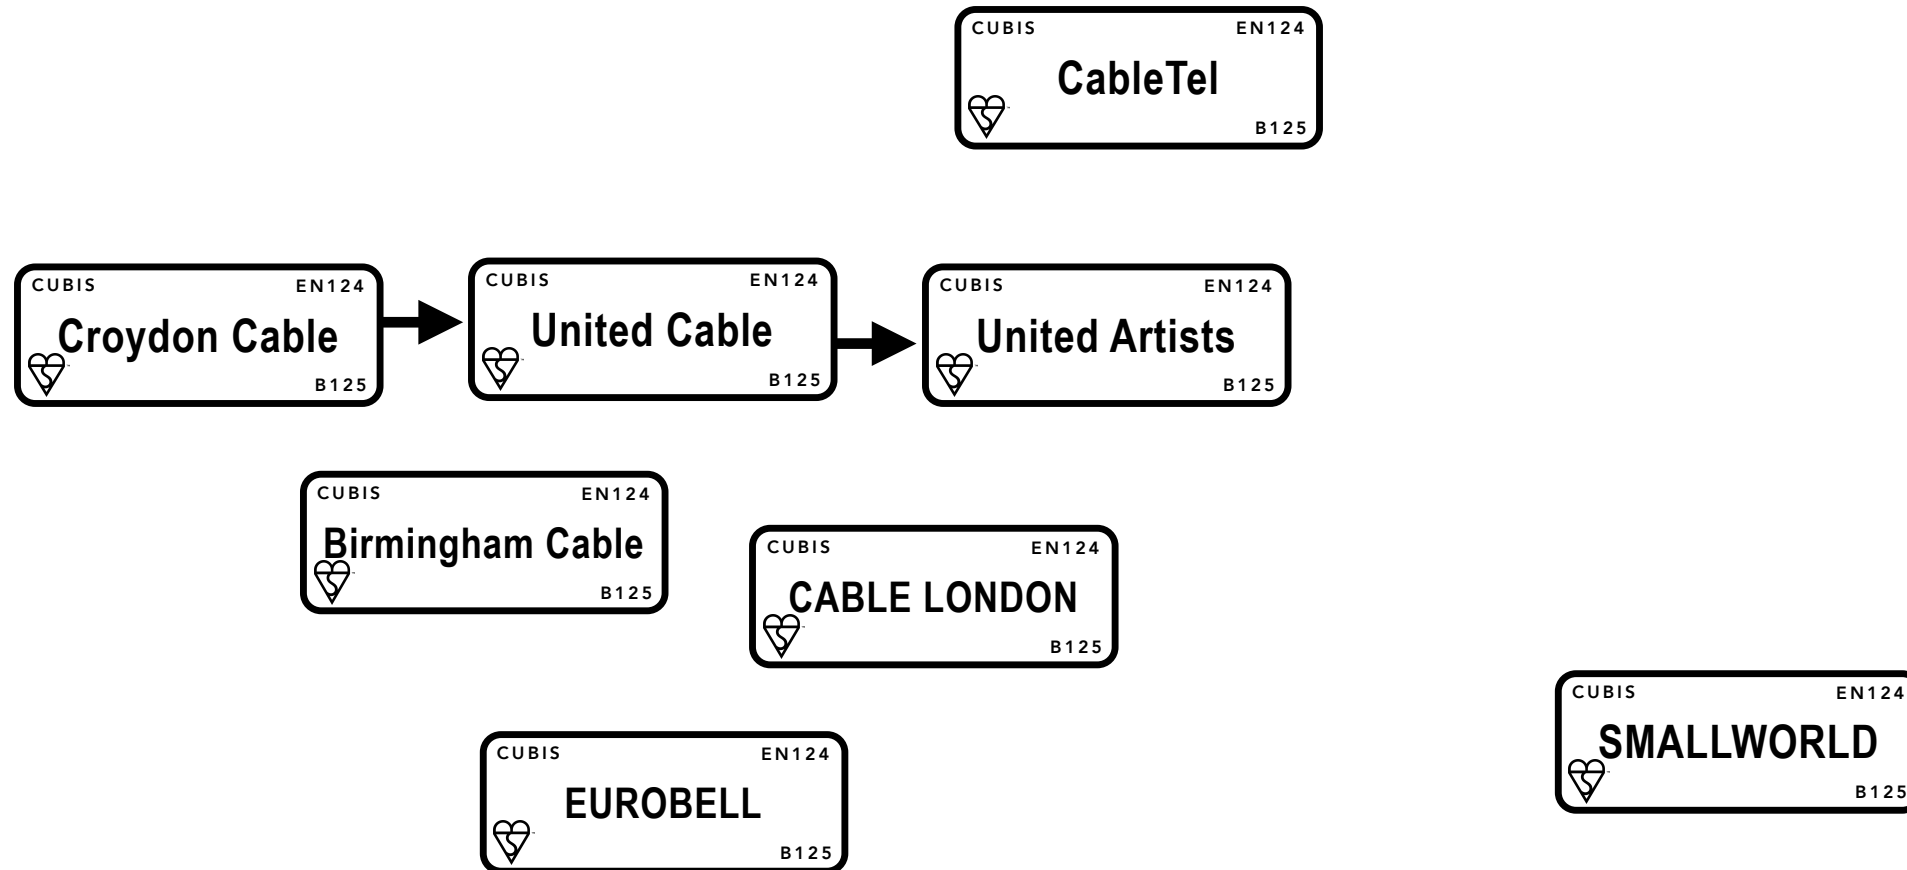 CUBIS EN124
CableTel
B125
CUBIS EN124
Croydon Cable
B125
CUBIS EN124
United Cable
B125
CUBIS EN124
United Artists
B125
CUBIS EN124
Birmingham Cable
B125
CUBIS EN124
CABLE LONDON
B125
CUBIS EN124
SMALLWORLD
B125
CUBIS EN124
EUROBELL
B125